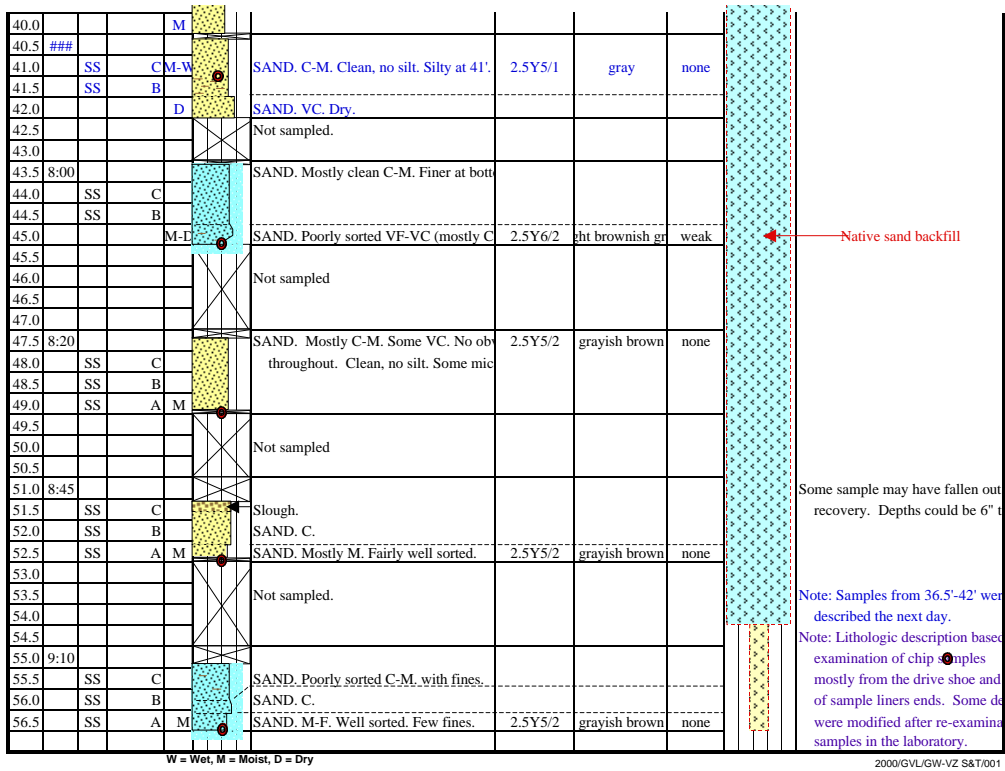 40.0 M
40.5 ###
41.0 SS C M-W SAND. C-M. Clean, no silt. Silty at 41'. 2.5Y5/1 gray none
41.5 SS B
42.0 D SAND. VC. Dry.
42.5 Not sampled.
43.0
43.5 8:00 SAND. Mostly clean C-M. Finer at bott
44.0 SS C
44.5 SS B
45.0 M-D SAND. Poorly sorted VF-VC (mostly C 2.5Y6/2 ght brownish gr weak Native sand backfill
45.5
46.0 Not sampled
46.5
47.0
47.5 8:20 SAND. Mostly C-M. Some VC. No obv 2.5Y5/2 grayish brown none
48.0 SS C throughout. Clean, no silt. Some mic
48.5 SS B
49.0 SS A M
49.5
50.0 Not sampled
50.5
51.0 8:45 Some sample may have fallen out
51.5 SS C Slough. recovery. Depths could be 6" t
52.0 SS B SAND. C.
52.5 SS A M SAND. Mostly M. Fairly well sorted. 2.5Y5/2 grayish brown none
53.0
53.5 Not sampled. Note: Samples from 36.5'-42' wer
54.0 described the next day.
54.5 Note: Lithologic description based
55.0 9:10 examination of chip samples
55.5 SS C SAND. Poorly sorted C-M. with fines. mostly from the drive shoe and
56.0 SS B SAND. C. of sample liners ends. Some de
56.5 SS A M SAND. M-F. Well sorted. Few fines. 2.5Y5/2 grayish brown none were modified after re-examina
samples in the laboratory.
W = Wet, M = Moist, D = Dry
2000/GVL/GW-VZ S&T/001